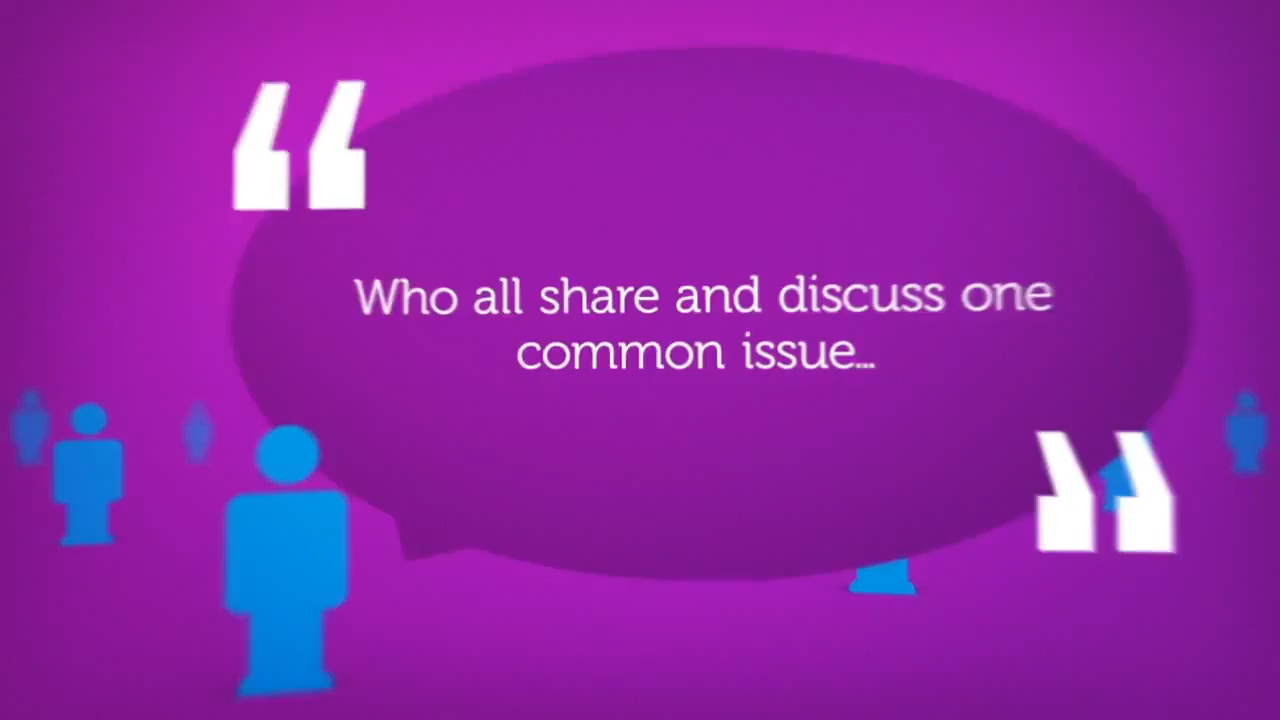 “
Who all share and discuss one
common issue...
”